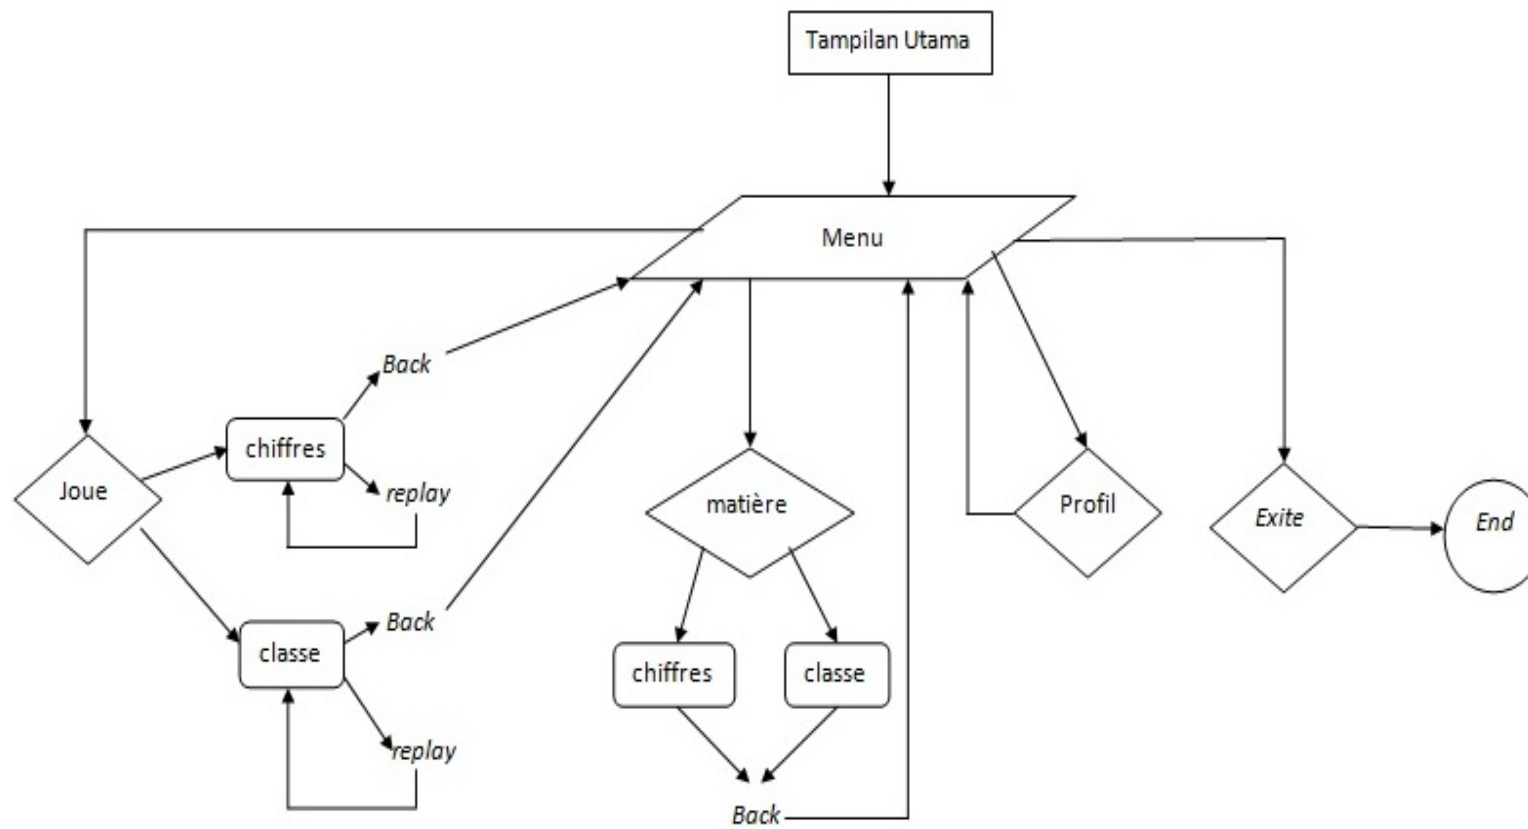 Tampilan Utama
Menu
Back
chiffres
Joue
replay
matière
Profil
Exite
End
Back
classe
chiffres
classe
replay
Back